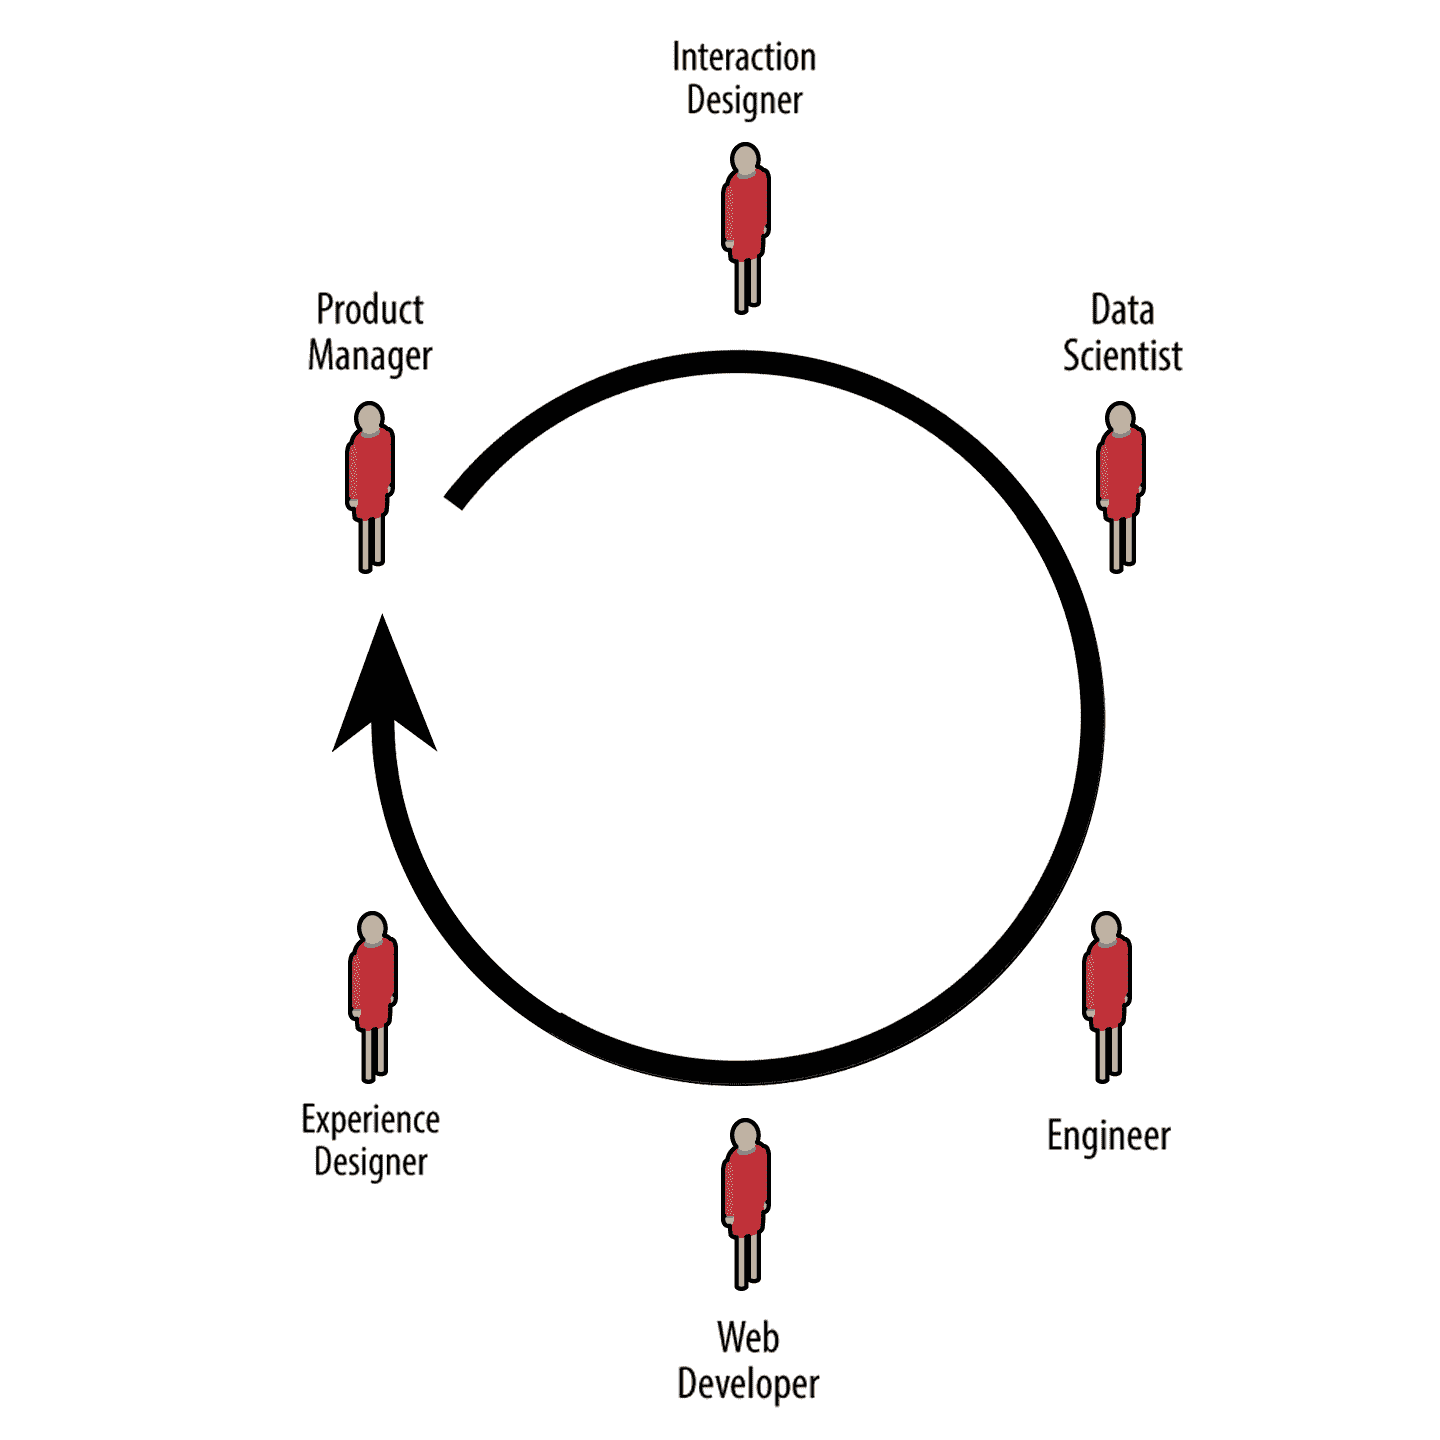 Interaction
Designer
Product
Manager
Data
Scientist
Experience
Designer
Engineer
Web
Developer